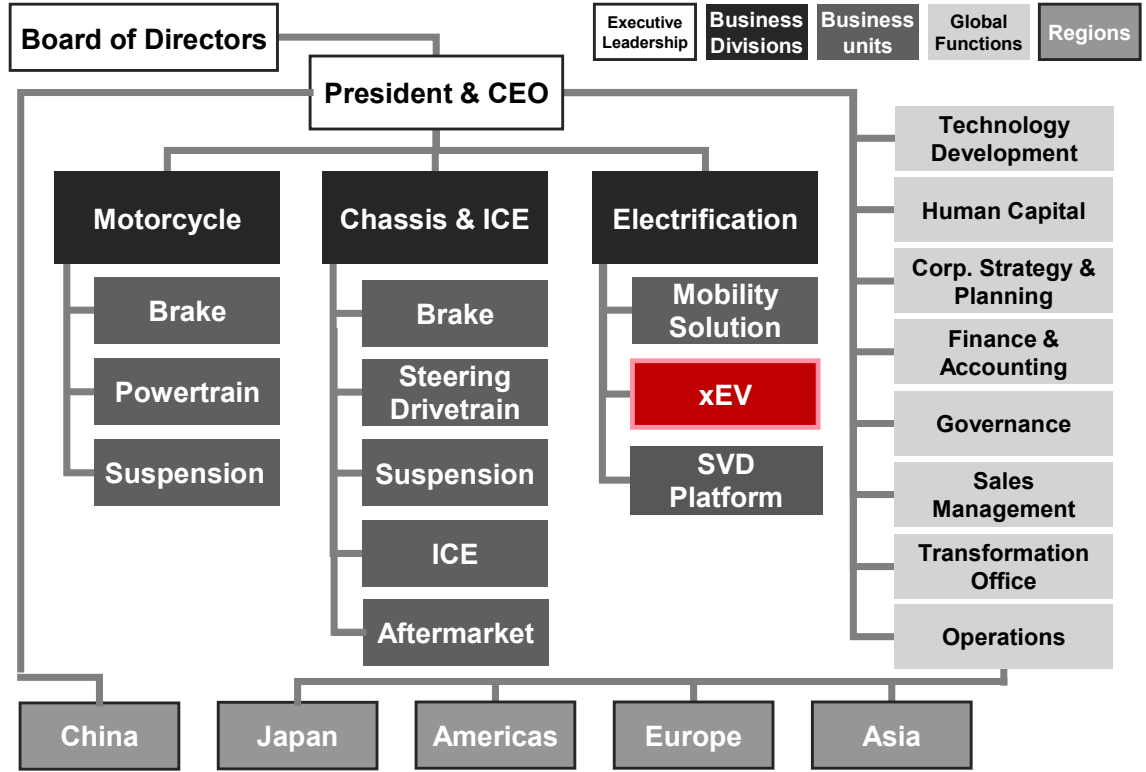 Board of Directors
Executive
Leadership
Business
Divisions
Business
units
Global
Functions
Regions
President & CEO
Motorcycle
Brake
Powertrain
Suspension
Chassis & ICE
Brake
Steering
Drivetrain
Suspension
ICE
Aftermarket
Electrification
Mobility
Solution
xEV
SVD
Platform
Technology
Development
Human Capital
Corp. Strategy &
Planning
Finance &
Accounting
Governance
Sales
Management
Transformation
Office
Operations
China
Japan
Americas
Europe
Asia